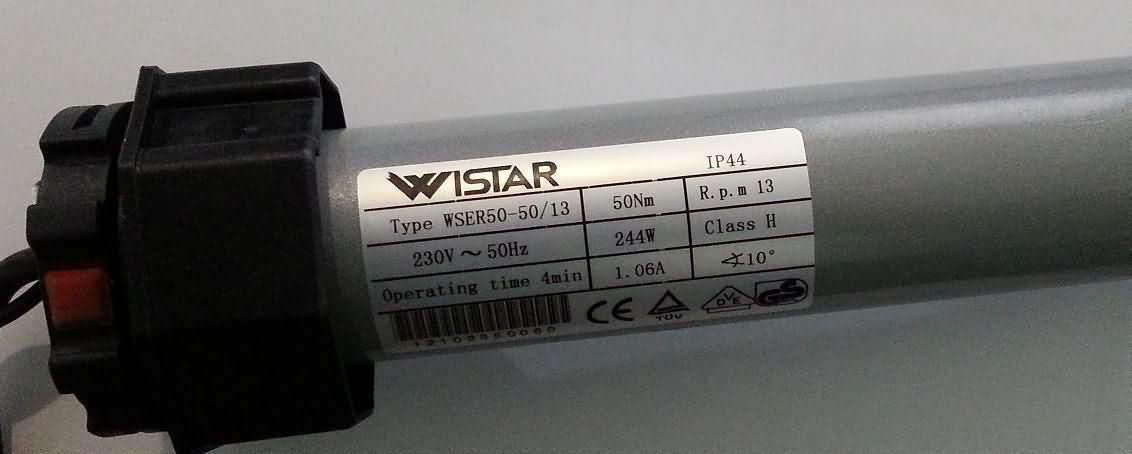 WISTAR IP44
Type WSER50-50/13 50Nm R.p.m 13
230V ～ 50Hz 244W Class H
Operating time 4min 1.06A ∢10°
CE TÜV DVE GS